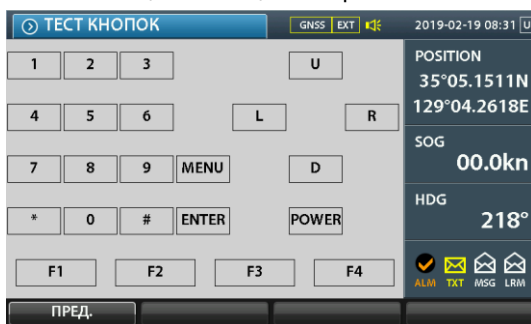 ТЕСТ КНОПОК GNSS EXT 2019-02-19 08:31 U
1 2 3 U
4 5 6 L R
7 8 9 MENU D
* 0 # ENTER POWER
F1 F2 F3 F4
ПРЕД.
POSITION
35°05.1511N
129°04.2618E
SOG
00.0kn
HDG
218°
ALM TXT MSG LRM